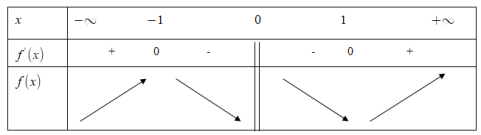 x −∞ −1 0 1 +∞
f'(x) + 0 - - 0 +
f(x)